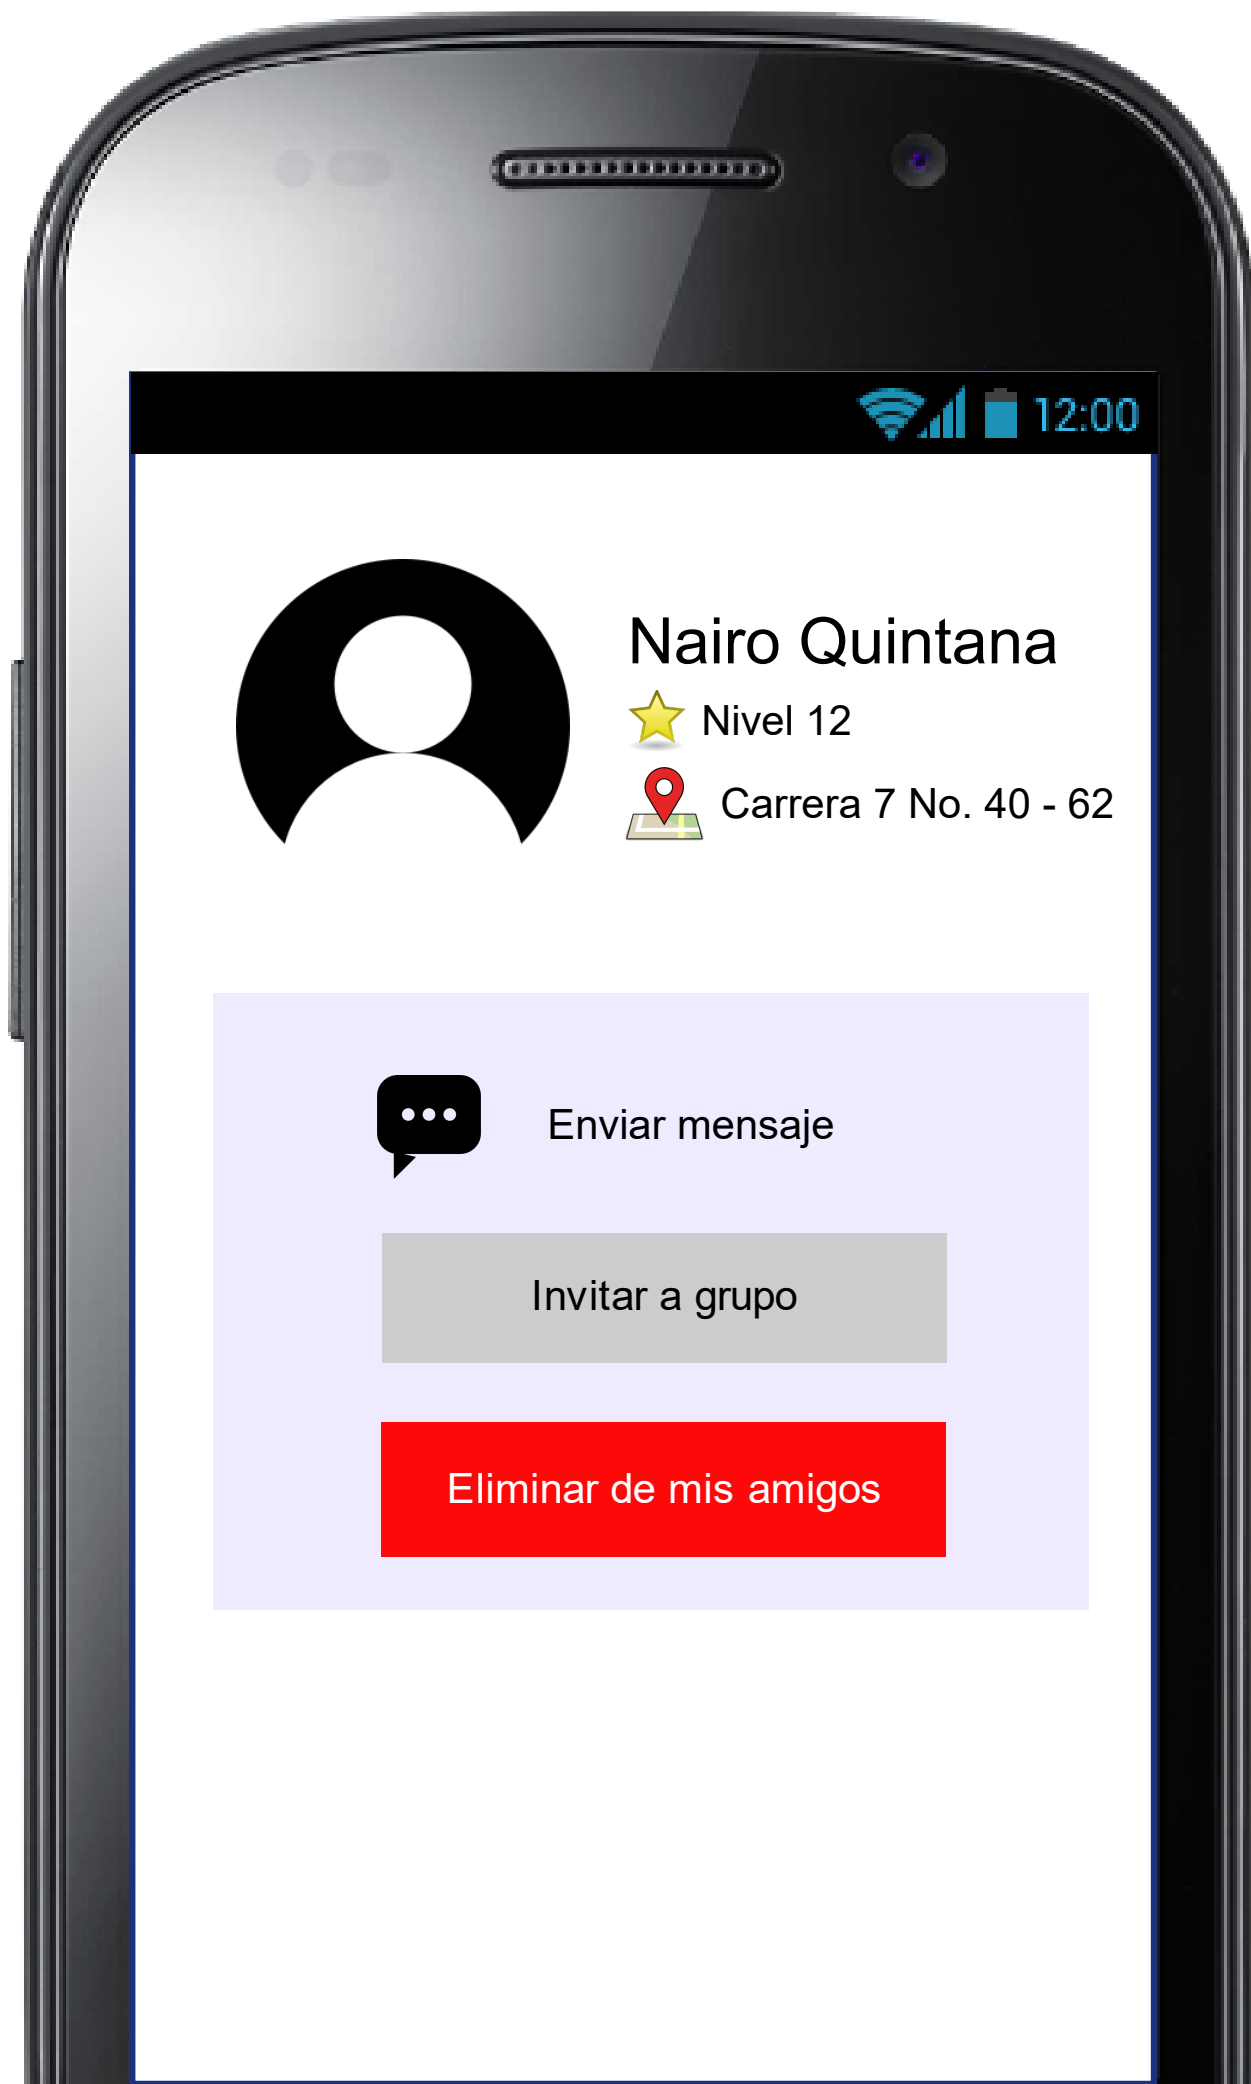 12:00
Nairo Quintana
Nivel 12
Carrera 7 No. 40 - 62
Enviar mensaje
Invitar a grupo
Eliminar de mis amigos